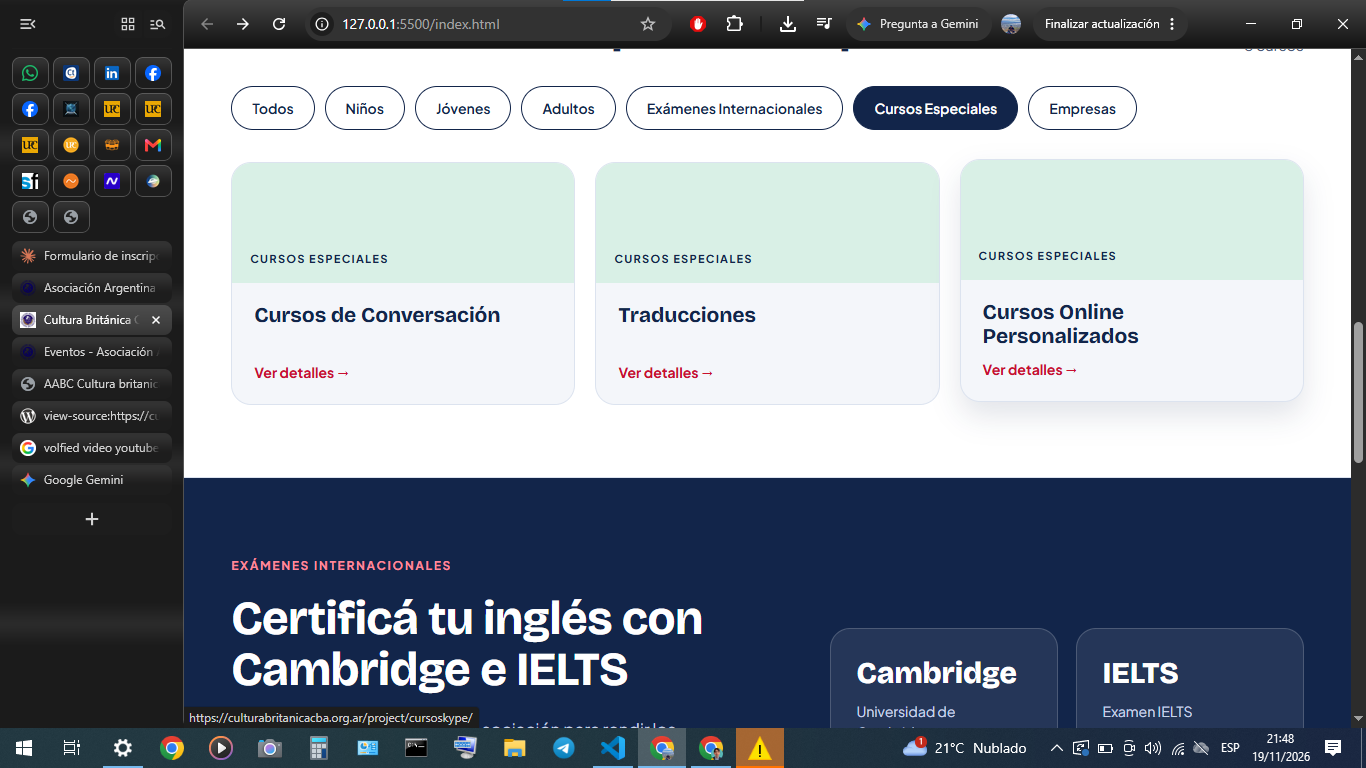 127.0.0.1:5500/index.html
Pregunta a Gemini
Finalizar actualización
Formulario de inscrip
Asociación Argentina
Cultura Británica
Eventos - Asociación
AABC Cultura britanic
view-source:https://cu
volfied video youtube
Google Gemini
Todos
Niños
Jóvenes
Adultos
Exámenes Internacionales
Cursos Especiales
Empresas
CURSOS ESPECIALES
Cursos de Conversación
Ver detalles →
CURSOS ESPECIALES
Traducciones
Ver detalles →
CURSOS ESPECIALES
Cursos Online
Personalizados
Ver detalles →
EXÁMENES INTERNACIONALES
Certificá tu inglés con
Cambridge e IELTS
Cambridge
Universidad de
IELTS
Examen IELTS
https://culturabritanicacba.org.ar/project/cursoskype/
1
21°C Nublado
ESP
21:48
19/11/2026